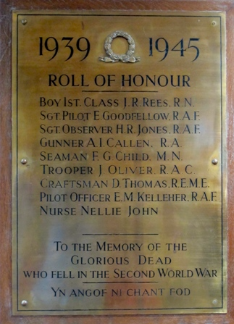 1939 1945
ROLL OF HONOUR
BOY 1ST CLASS J. R. REES, R.N.
SGT. PILOT E. GOODFELLOW, R.A.F.
SGT. OBSERVER H. R. JONES, R.A.F.
GUNNER A. J. CALLEN, R.A.
SEAMAN F. G. CHILD, M.N.
TROOPER J. OLIVER, R.A.C.
CRAFTSMAN D. THOMAS, R.E.M.E.
PILOT OFFICER E. M. KELLEHER, R.A.F.
NURSE NELLIE JOHN
TO THE MEMORY OF THE
GLORIOUS DEAD
WHO FELL IN THE SECOND WORLD WAR
YN ANGOF NI CHANT FOD